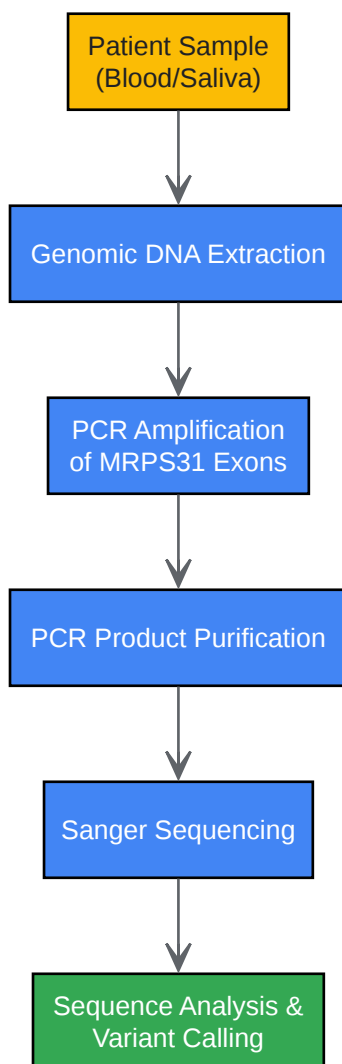 Patient Sample
(Blood/Saliva)
Genomic DNA Extraction
PCR Amplification
of MRPS31 Exons
PCR Product Purification
Sanger Sequencing
Sequence Analysis &
Variant Calling